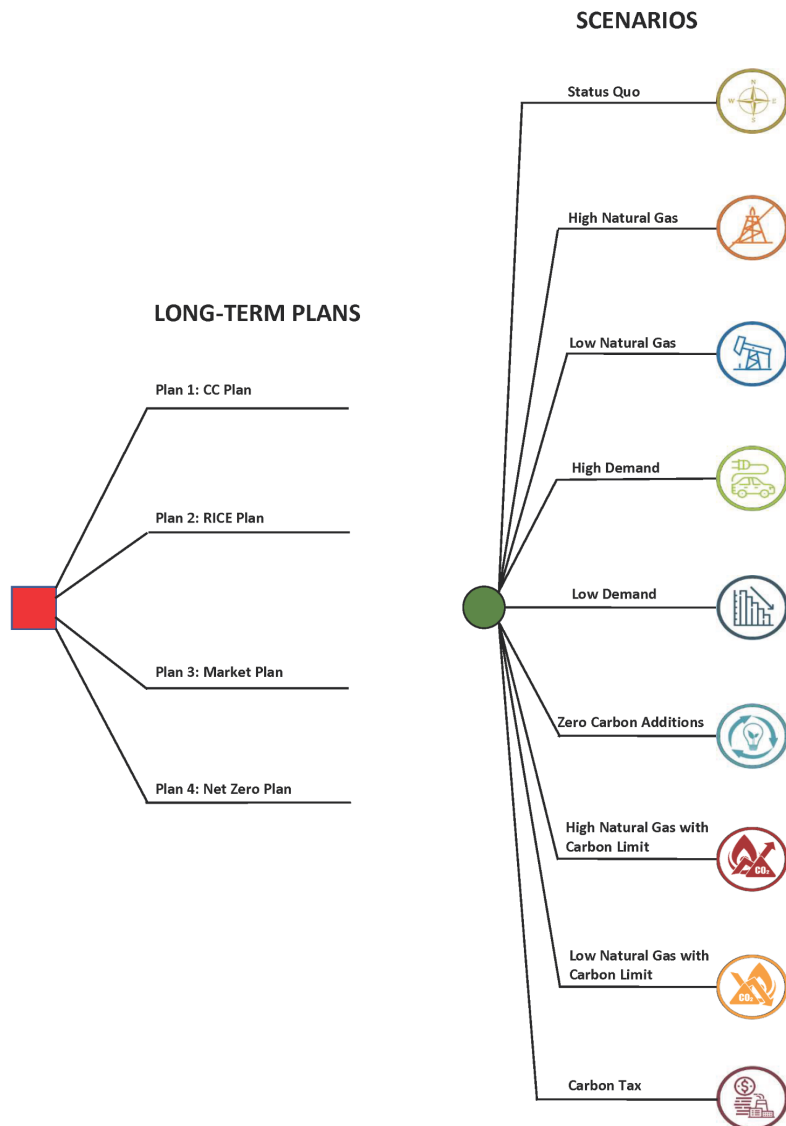 SCENARIOS
Status Quo
N
W E
S
High Natural Gas
LONG-TERM PLANS
Low Natural Gas
Plan 1: CC Plan
High Demand
Plan 2: RICE Plan
Low Demand
Plan 3: Market Plan
Zero Carbon Additions
Plan 4: Net Zero Plan
High Natural Gas with
Carbon Limit
CO₂
Low Natural Gas with
Carbon Limit
CO₂
Carbon Tax
$